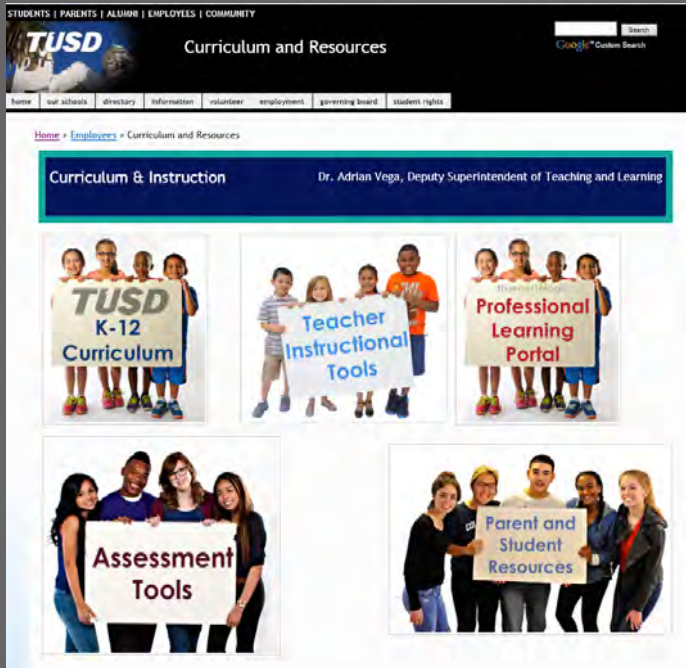 STUDENTS | PARENTS | ALUMNI | EMPLOYEES | COMMUNITY
TUSD
Curriculum and Resources
Search
Google™ Custom Search
home our schools directory information volunteer employment governing board student rights
Home » Employees » Curriculum and Resources
Curriculum & Instruction
Dr. Adrian Vega, Deputy Superintendent of Teaching and Learning
TUSD
K-12
Curriculum
Teacher
Instructional
Tools
Professional
Learning
Portal
Assessment
Tools
Parent and
Student
Resources